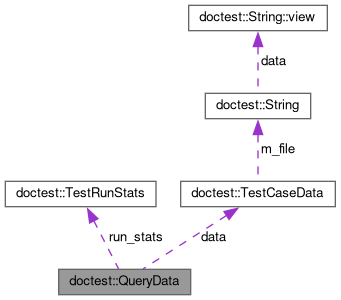 doctest::String::view
data
doctest::String
m_file
doctest::TestRunStats
doctest::TestCaseData
run_stats
data
doctest::QueryData